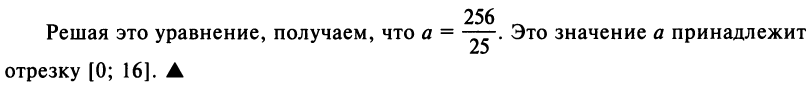 Решая это уравнение, получаем, что a = 256/25. Это значение a принадлежит
отрезку [0; 16]. ▲